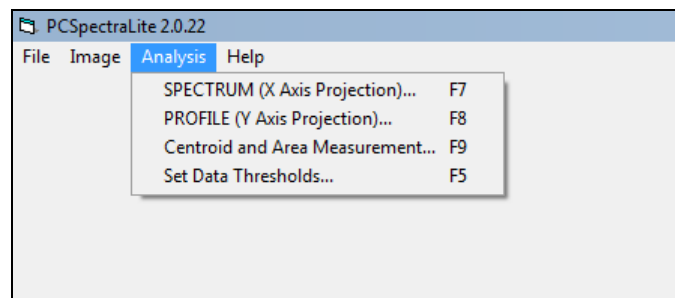 PCSpectraLite 2.0.22
File Image Analysis Help
SPECTRUM (X Axis Projection)... F7
PROFILE (Y Axis Projection)... F8
Centroid and Area Measurement... F9
Set Data Thresholds... F5